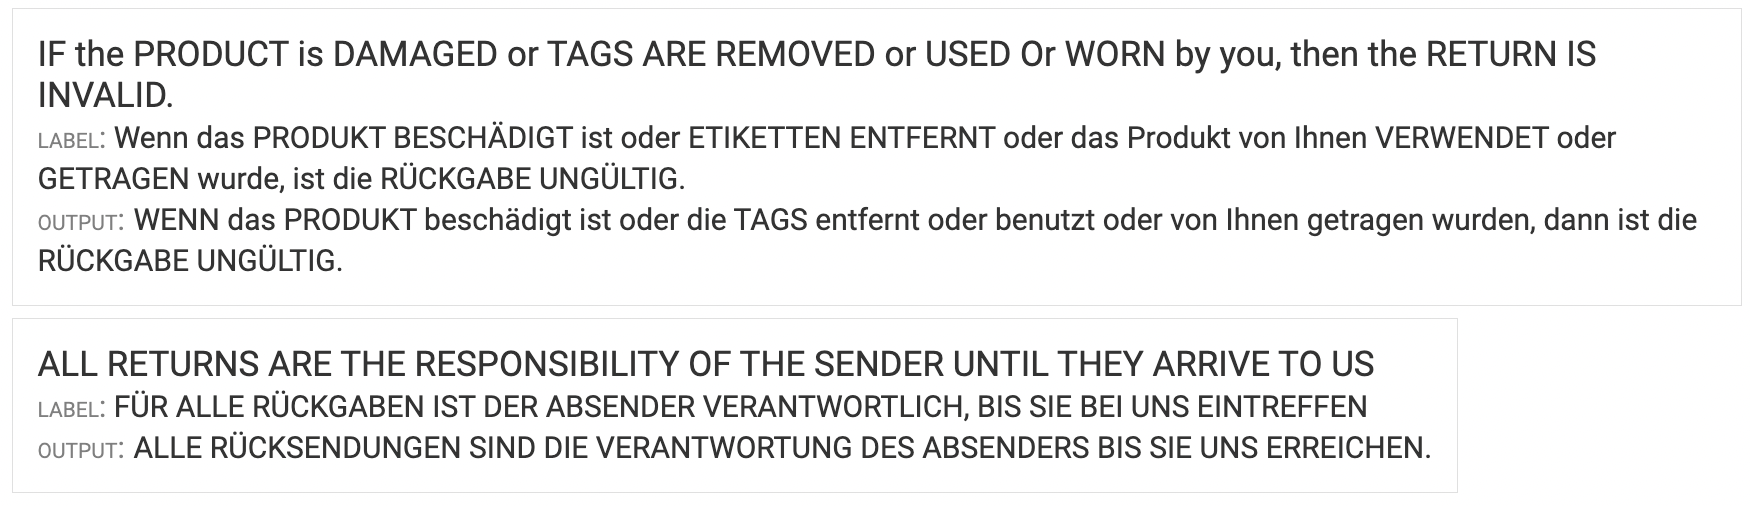 IF the PRODUCT is DAMAGED or TAGS ARE REMOVED or USED Or WORN by you, then the RETURN IS
INVALID.
LABEL: Wenn das PRODUKT BESCHÄDIGT ist oder ETIKETTEN ENTFERNT oder das Produkt von Ihnen VERWENDET oder
GETRAGEN wurde, ist die RÜCKGABE UNGÜLTIG.
OUTPUT: WENN das PRODUKT beschädigt ist oder die TAGS entfernt oder benutzt oder von Ihnen getragen wurden, dann ist die
RÜCKGABE UNGÜLTIG.
ALL RETURNS ARE THE RESPONSIBILITY OF THE SENDER UNTIL THEY ARRIVE TO US
LABEL: FÜR ALLE RÜCKGABEN IST DER ABSENDER VERANTWORTLICH, BIS SIE BEI UNS EINTREFFEN
OUTPUT: ALLE RÜCKSENDUNGEN SIND DIE VERANTWORTUNG DES ABSENDERS BIS SIE UNS ERREICHEN.